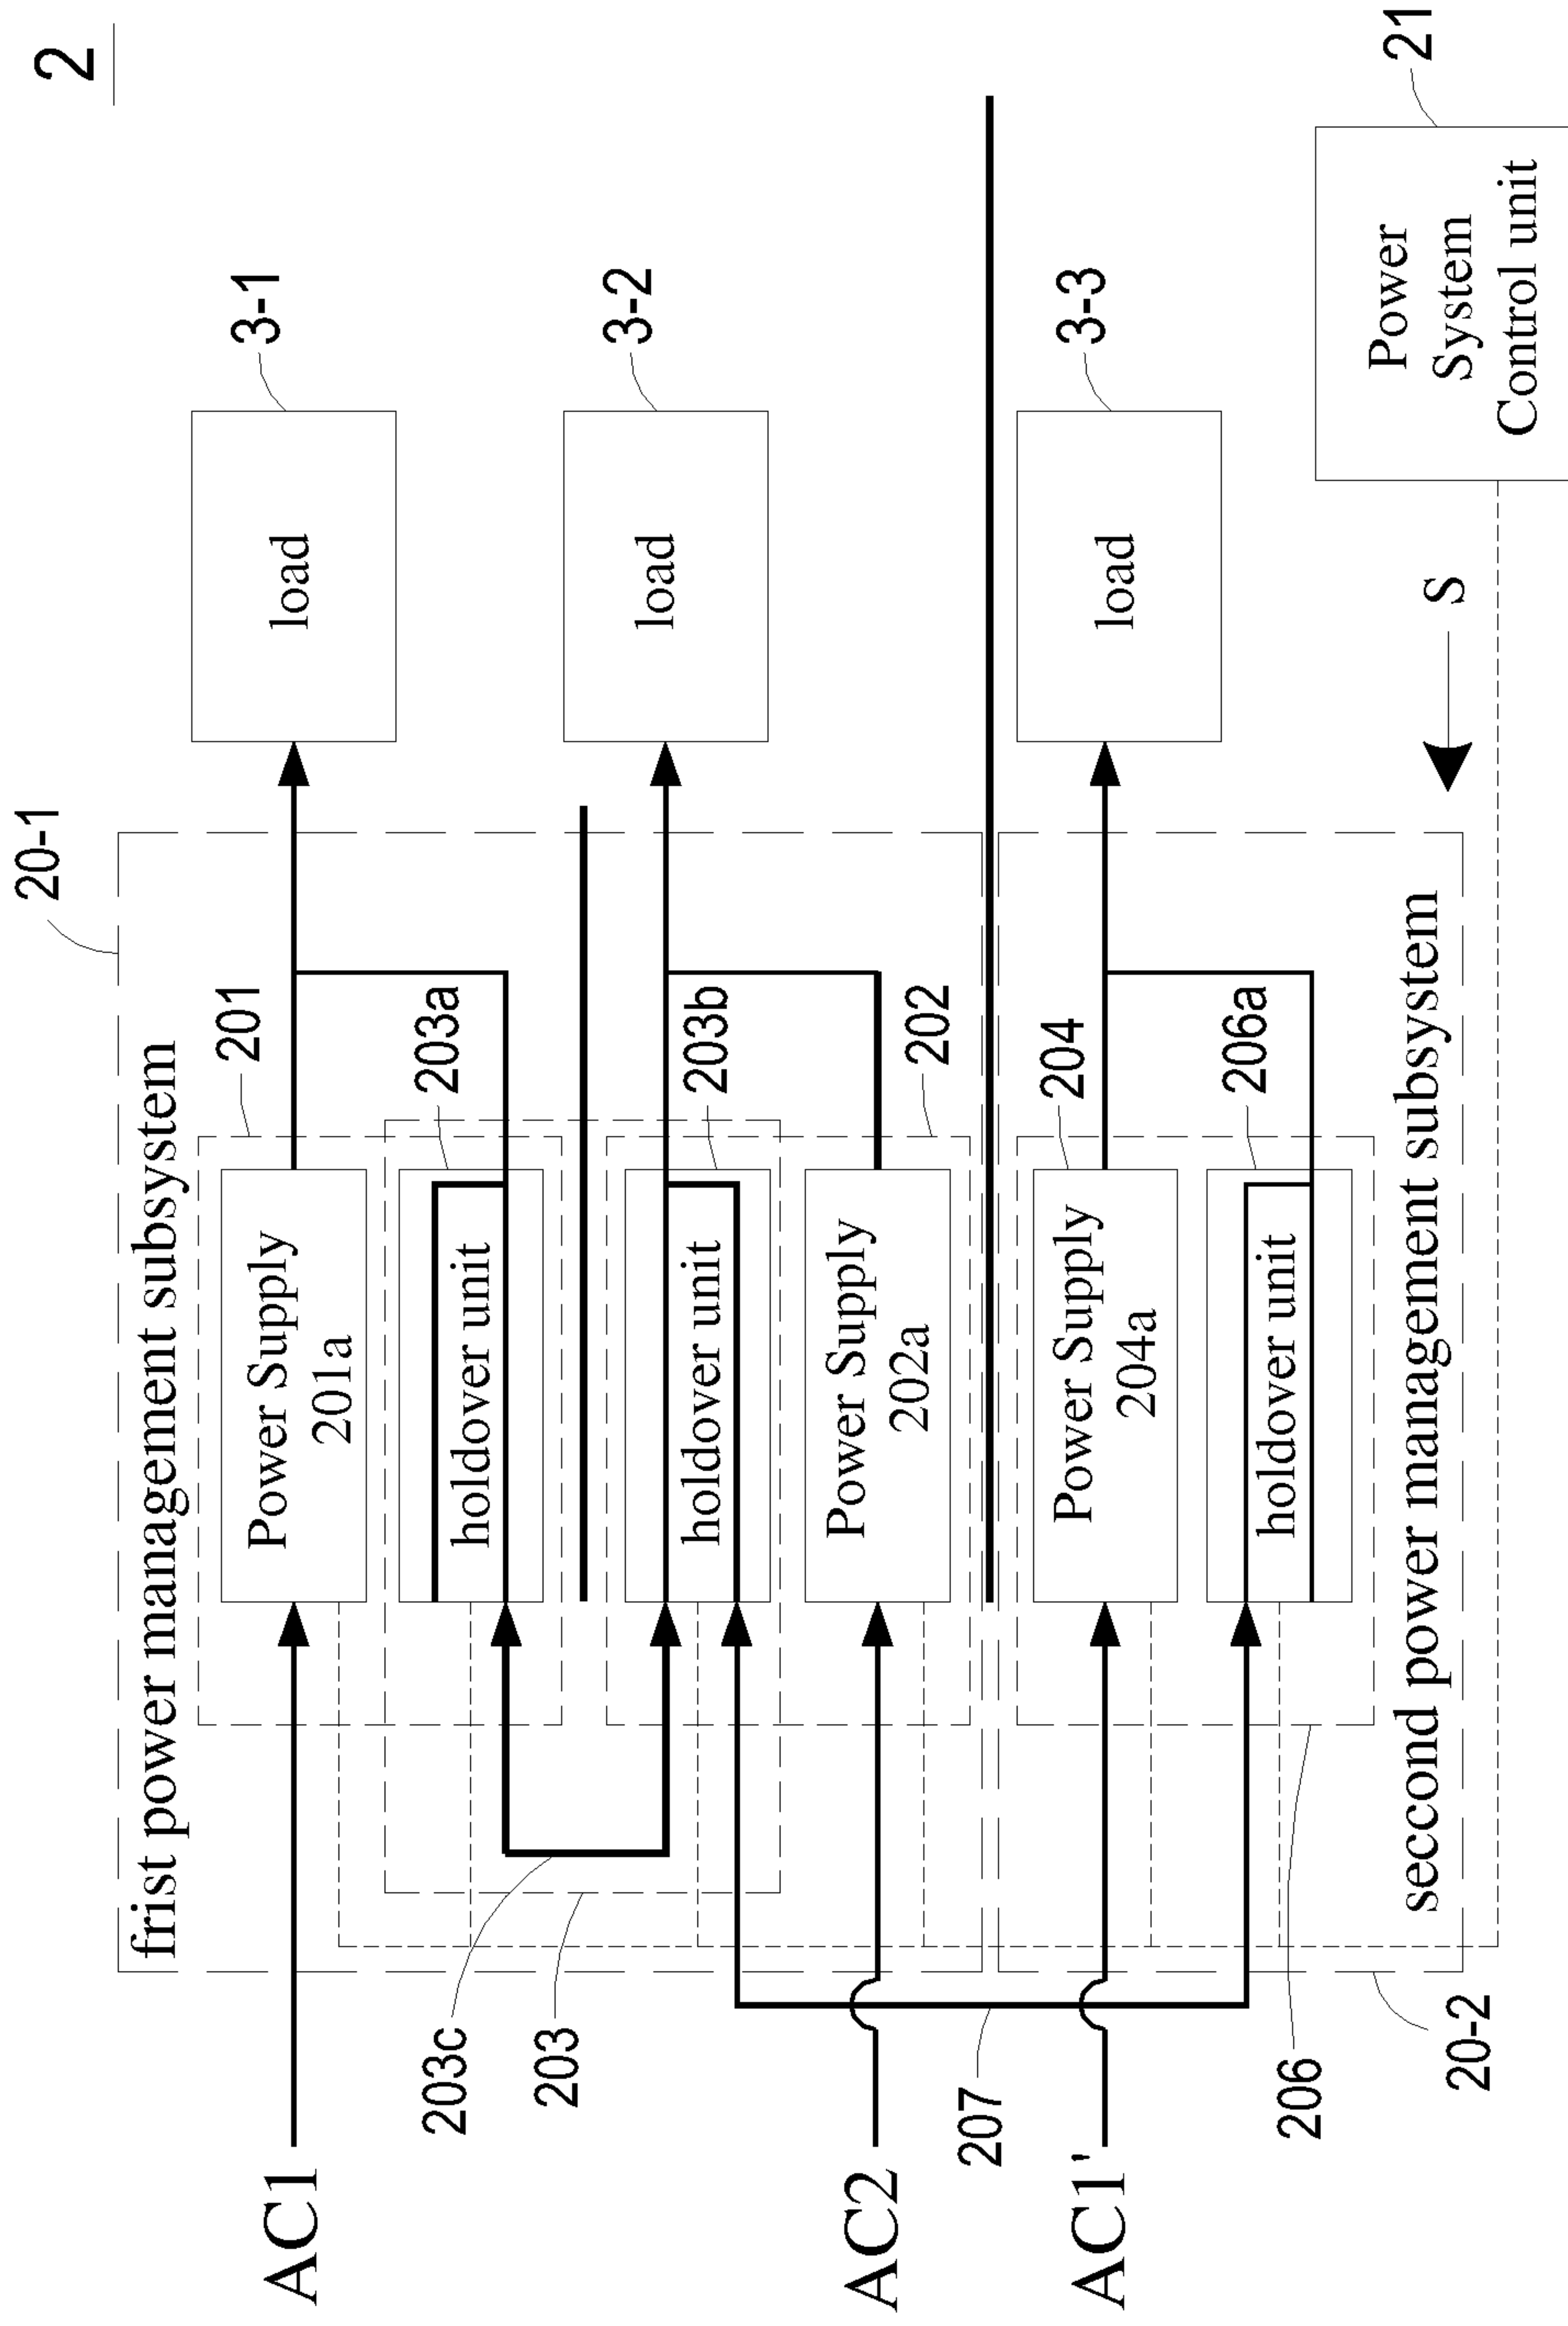 2
20-1
frist power management subsystem
AC1
201
Power Supply
201a
load
3-1
203a
holdover unit
203c
203
203b
holdover unit
load
3-2
202
Power Supply
202a
AC2
207
AC1'
204
Power Supply
204a
load
3-3
206a
holdover unit
206
seccond power management subsystem
20-2
S
Power
System
Control unit
21